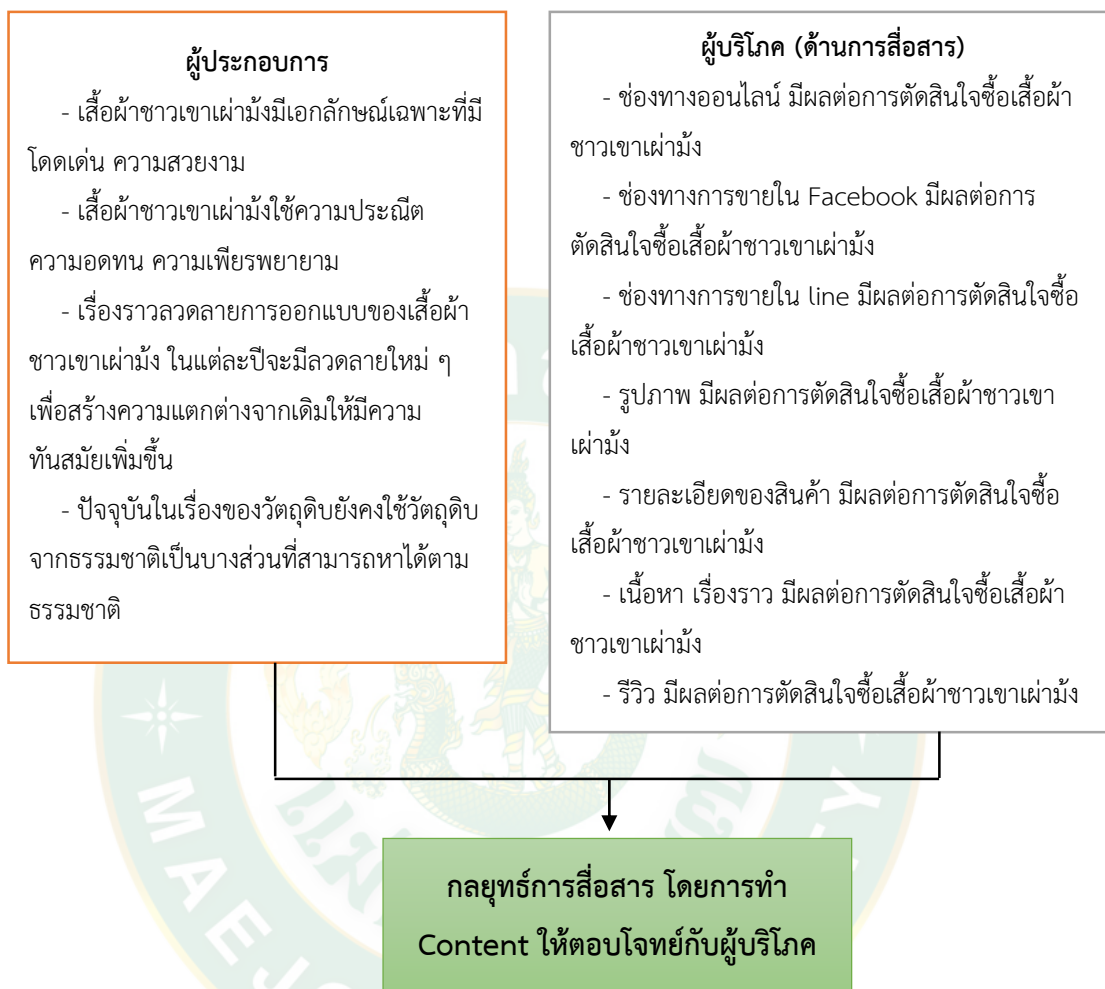 ผู้ประกอบการ
- เสื้อผ้าชาวเขาเผ่าม้งมีเอกลักษณ์เฉพาะที่มี
โดดเด่น ความสวยงาม
- เสื้อผ้าชาวเขาเผ่าม้งใช้ความประณีต
ความอดทน ความเพียรพยายาม
- เรื่องราวลวดลายการออกแบบของเสื้อผ้า
ชาวเขาเผ่าม้ง ในแต่ละปีจะมีลวดลายใหม่ ๆ
เพื่อสร้างความแตกต่างจากเดิมให้มีความ
ทันสมัยเพิ่มขึ้น
- ปัจจุบันในเรื่องของวัตถุดิบยังคงใช้วัตถุดิบ
จากธรรมชาติเป็นบางส่วนที่สามารถหาได้ตาม
ธรรมชาติ
ผู้บริโภค (ด้านการสื่อสาร)
- ช่องทางออนไลน์ มีผลต่อการตัดสินใจซื้อเสื้อผ้า
ชาวเขาเผ่าม้ง
- ช่องทางการขายใน Facebook มีผลต่อการ
ตัดสินใจซื้อเสื้อผ้าชาวเขาเผ่าม้ง
- ช่องทางการขายใน line มีผลต่อการตัดสินใจซื้อ
เสื้อผ้าชาวเขาเผ่าม้ง
- รูปภาพ มีผลต่อการตัดสินใจซื้อเสื้อผ้าชาวเขา
เผ่าม้ง
- รายละเอียดของสินค้า มีผลต่อการตัดสินใจซื้อ
เสื้อผ้าชาวเขาเผ่าม้ง
- เนื้อหา เรื่องราว มีผลต่อการตัดสินใจซื้อเสื้อผ้า
ชาวเขาเผ่าม้ง
- รีวิว มีผลต่อการตัดสินใจซื้อเสื้อผ้าชาวเขาเผ่าม้ง
กลยุทธ์การสื่อสาร โดยการทำ
Content ให้ตอบโจทย์กับผู้บริโภค